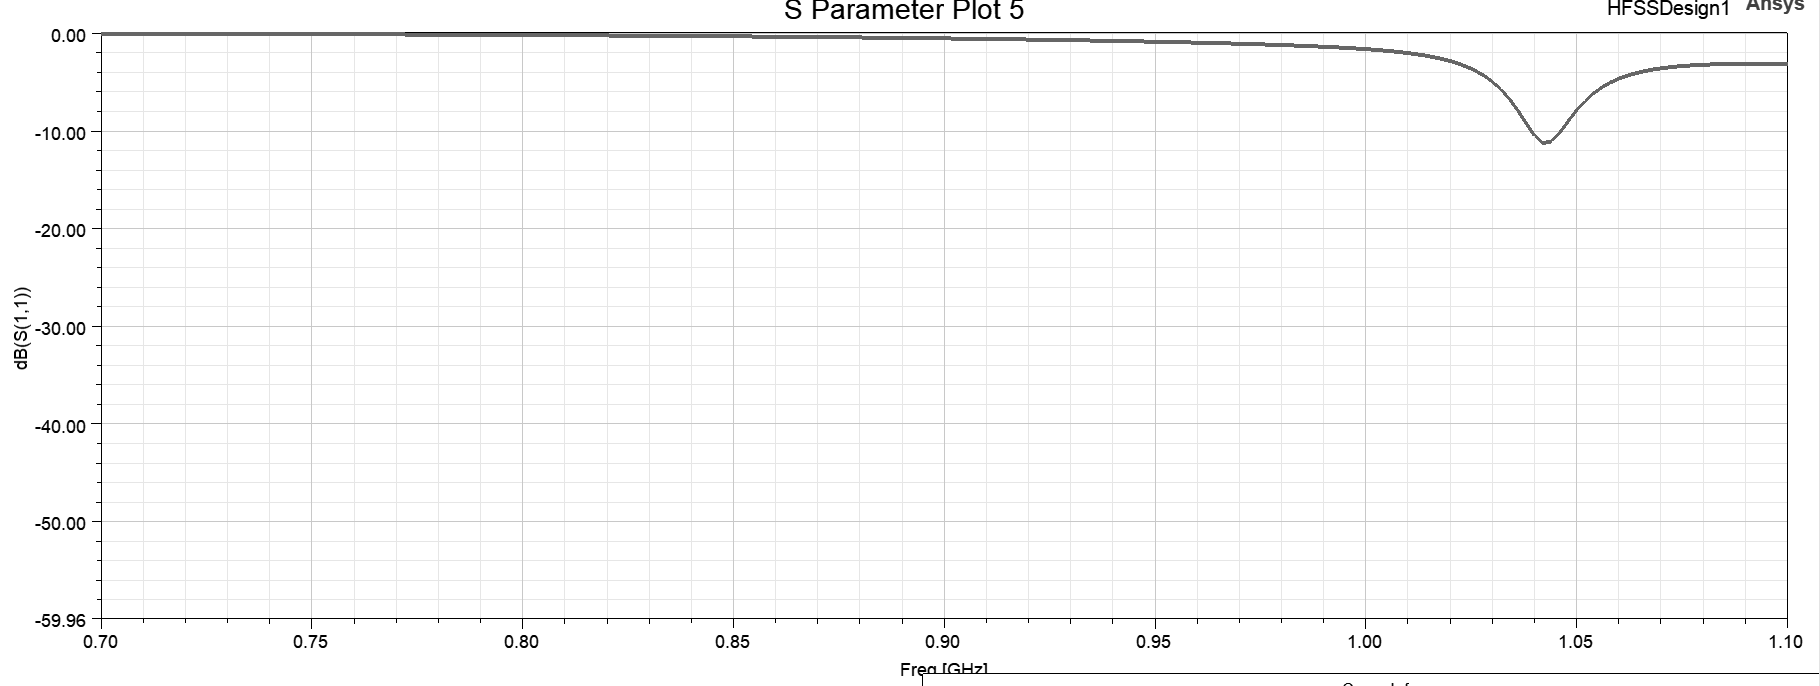 S Parameter Plot 5
HFSSDesign1 Ansys
0.00
-10.00
-20.00
-30.00
-40.00
-50.00
-59.96
dB(S(1,1))
0.70 0.75 0.80 0.85 0.90 0.95 1.00 1.05 1.10
Freq [GHz]